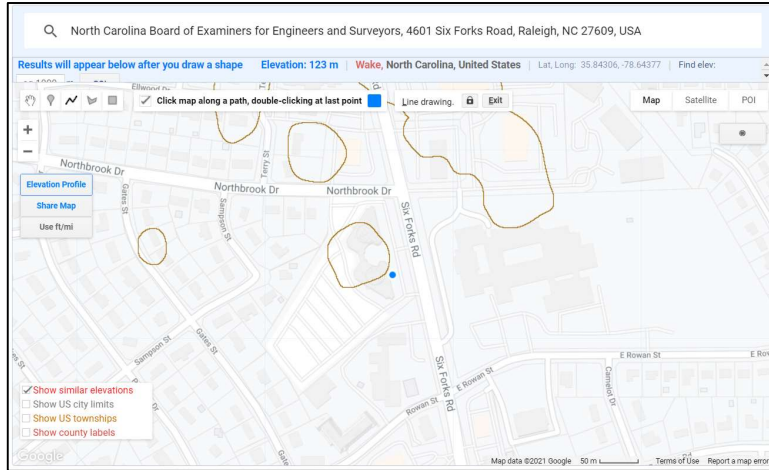 North Carolina Board of Examiners for Engineers and Surveyors, 4601 Six Forks Road, Raleigh, NC 27609, USA
Results will appear below after you draw a shape Elevation: 123 m | Wake, North Carolina, United States | Lat, Long: 35.84306, -78.64377 | Find elev:
Ellwood Dr
Click map along a path, double-clicking at last point
Line drawing. Exit
Map Satellite POI
+
−
Terry St
Northbrook Dr
Northbrook Dr
Northbrook Dr
Elevation Profile
Share Map
Use ft/mi
Gates St
Sampson St
Six Forks Rd
Sampson St
Gates St
E Rowan St
E Row
Six Forks Rd
E Rowan St
Camelot Dr
Rowan St
Show similar elevations
Show US city limits
Show US townships
Show county labels
Google
Map data ©2021 Google 50 m Terms of Use Report a map error